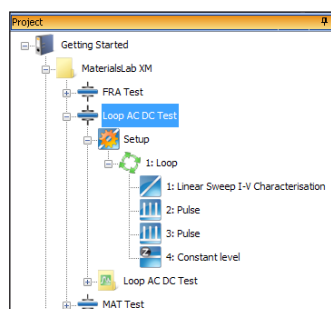 Project
Getting Started
MaterialsLab XM
FRA Test
Loop AC DC Test
Setup
1: Loop
1: Linear Sweep I-V Characterisation
2: Pulse
3: Pulse
4: Constant level
Loop AC DC Test
MAT Test